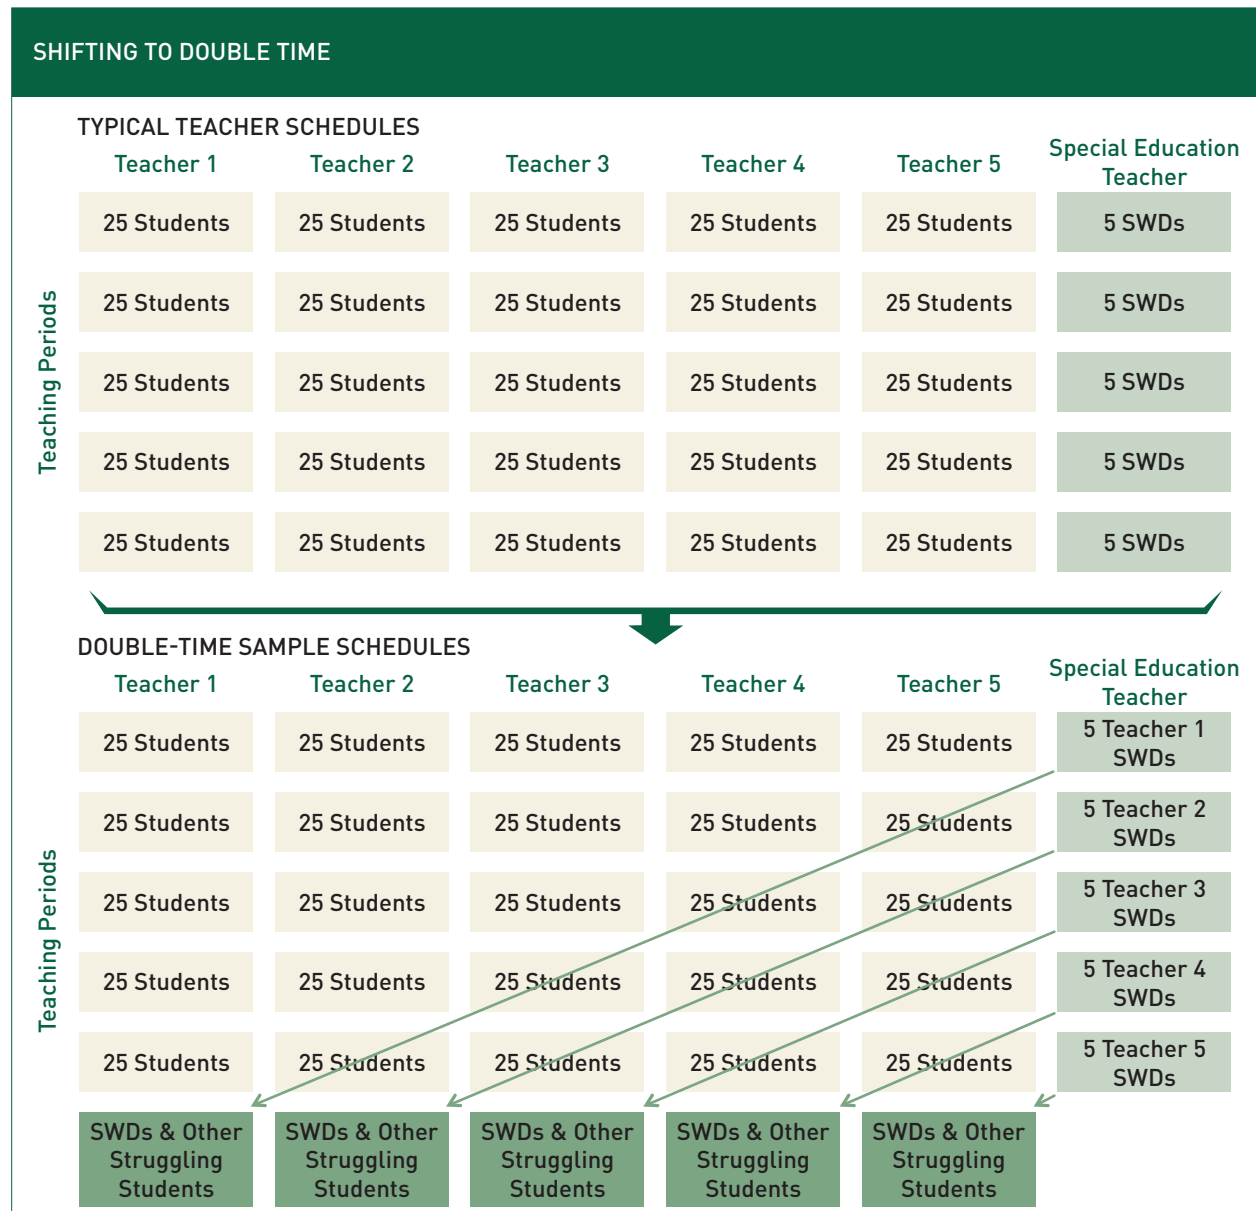 SHIFTING TO DOUBLE TIME
TYPICAL TEACHER SCHEDULES
Teacher 1 Teacher 2 Teacher 3 Teacher 4 Teacher 5 Special Education
Teacher
Teaching Periods
25 Students 25 Students 25 Students 25 Students 25 Students 5 SWDs
25 Students 25 Students 25 Students 25 Students 25 Students 5 SWDs
25 Students 25 Students 25 Students 25 Students 25 Students 5 SWDs
25 Students 25 Students 25 Students 25 Students 25 Students 5 SWDs
25 Students 25 Students 25 Students 25 Students 25 Students 5 SWDs
DOUBLE-TIME SAMPLE SCHEDULES
Teacher 1 Teacher 2 Teacher 3 Teacher 4 Teacher 5 Special Education
Teacher
Teaching Periods
25 Students 25 Students 25 Students 25 Students 25 Students 5 Teacher 1
SWDs
25 Students 25 Students 25 Students 25 Students 25 Students 5 Teacher 2
SWDs
25 Students 25 Students 25 Students 25 Students 25 Students 5 Teacher 3
SWDs
25 Students 25 Students 25 Students 25 Students 25 Students 5 Teacher 4
SWDs
25 Students 25 Students 25 Students 25 Students 25 Students 5 Teacher 5
SWDs
SWDs & Other SWDs & Other SWDs & Other SWDs & Other SWDs & Other
Struggling Struggling Struggling Struggling Struggling
Students Students Students Students Students